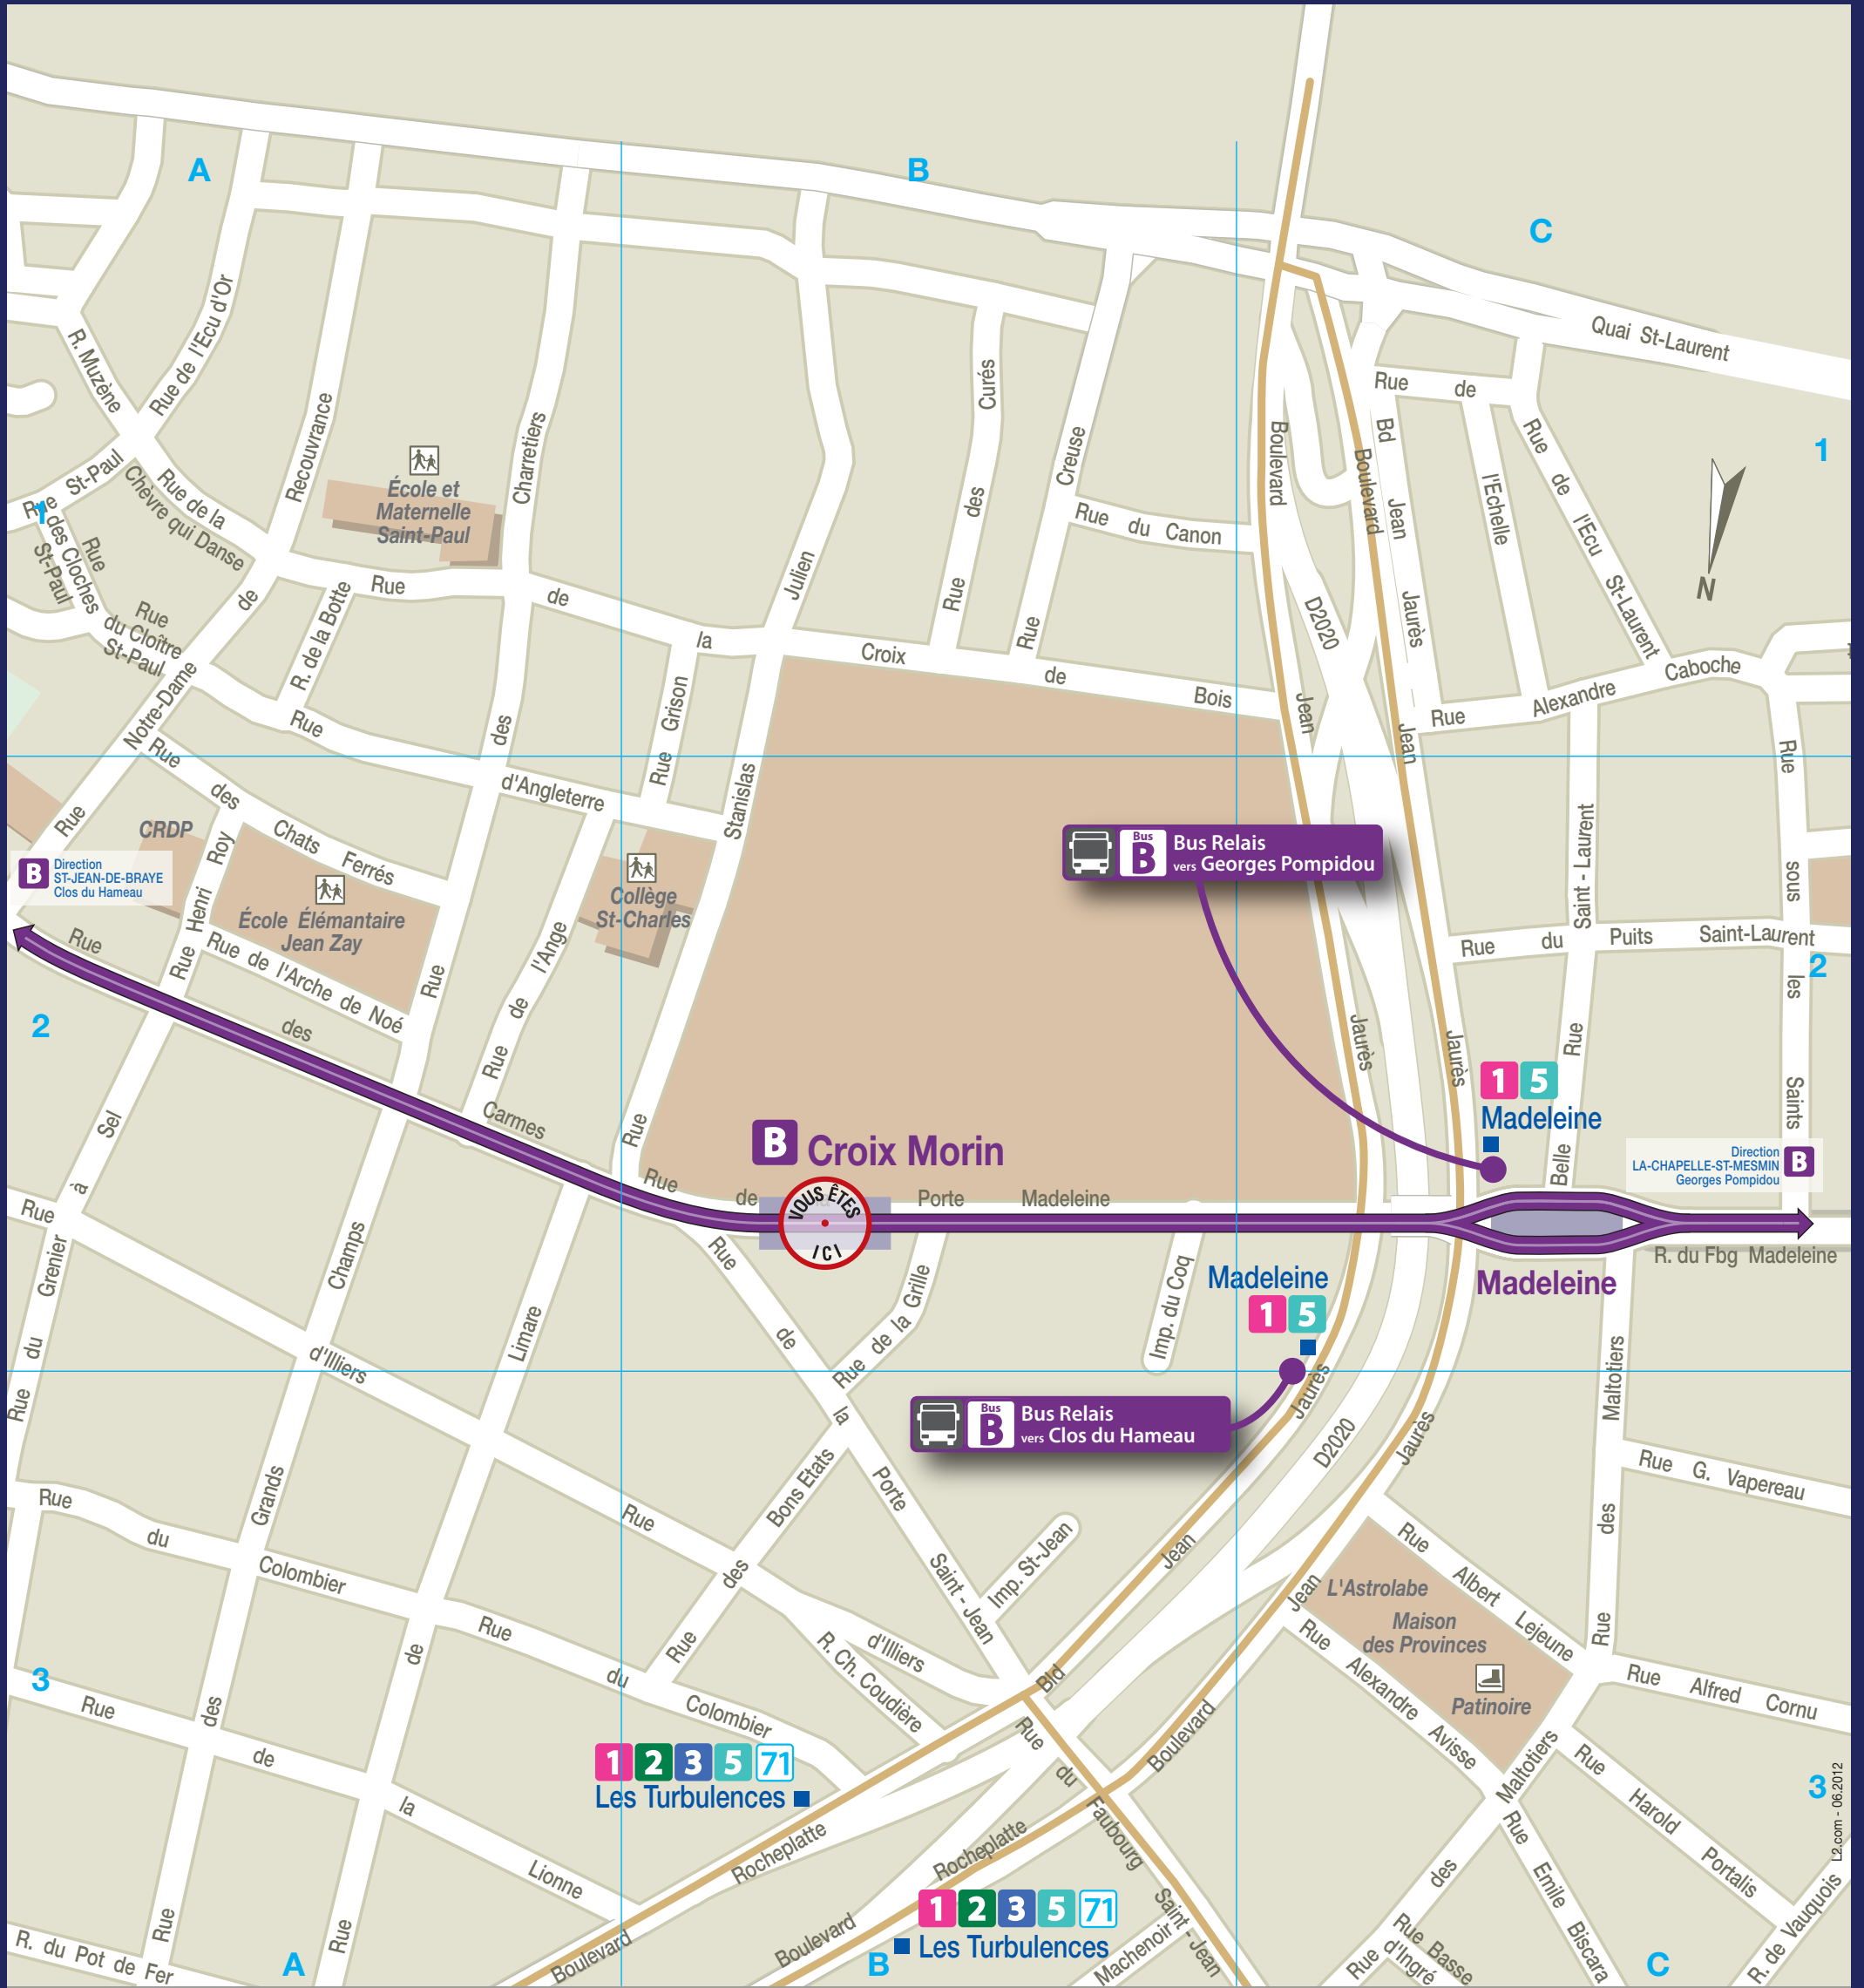 A
B
C
Quai St-Laurent
R. Muzène
Rue de l'Ecu d'Or
Recouvrance
Charretiers
Curés
Creuse
Boulevard
Boulevard
Bd
Jean
Jaurès
Rue de
l'Echelle
Rue de l'Ecu St-Laurent
1
N
École et
Maternelle
Saint-Paul
Rue St-Paul
1
Rue de la
Chèvre qui Danse
Rue
des Cloches
St-Paul
Rue
du Cloître
St-Paul
Rue du Canon
D2020
Julien
des
Rue
Rue
de
R. de la Botte
Rue de la Croix de Bois
Notre-Dame
Rue
Rue Grison
des
Rue d'Angleterre
Jean
Jean
Rue Alexandre Caboche
Rue des Chats Ferrés
CRDP
Rue Henri Roy
École Élémantaire
Jean Zay
Rue de l'Arche de Noé
Collège
St-Charles
Stanislas
Rue
Rue de l'Ange
Rue
B
Direction
ST-JEAN-DE-BRAYE
Clos du Hameau
Bus
B
Bus Relais
vers Georges Pompidou
Saint - Laurent
Rue
Belle
Rue du Puits Saint-Laurent
Rue sous les Saints
2
2
Jaurès
Jaurès
Rue des Carmes
1 5
Madeleine
B Croix Morin
VOUS ÊTES
ICI
Rue de
Porte Madeleine
Direction
LA-CHAPELLE-ST-MESMIN
Georges Pompidou
B
R. du Fbg Madeleine
Madeleine
Madeleine
1 5
Imp. du Coq
Rue de la Grille
Sel
à
Grenier
du
Rue
Champs
Grands
des
Rue
Limare
de
Rue
Rue d'Illiers
Rue
d'Illiers
Rue de la Porte Saint - Jean
Bus
B
Bus Relais
vers Clos du Hameau
Jaurès
Jean
Bld
D2020
Jaurès
Jean
Boulevard
Maltotiers
des
Rue
Rue G. Vapereau
Rue des Bons Etats
Imp. St-Jean
Rue du Colombier
Rue du Colombier
R. Ch. Coudière
Rue Albert Lejeune
L'Astrolabe
Maison
des Provinces
Patinoire
Rue Alexandre Avisse
Rue Alfred Cornu
3
3
Rue de la Lionne
1 2 3 5 71
Les Turbulences
Rocheplatte
Boulevard
Rocheplatte
Boulevard
1 2 3 5 71
Les Turbulences
Rue du Faubourg Saint - Jean
Machenoir
Maltotiers
des
Rue
Rue Harold Portalis
Rue Emile Biscara
Rue Basse
d'Ingré
R. de Vauquois
R. du Pot de Fer
A
B
C
L2.com - 06.2012